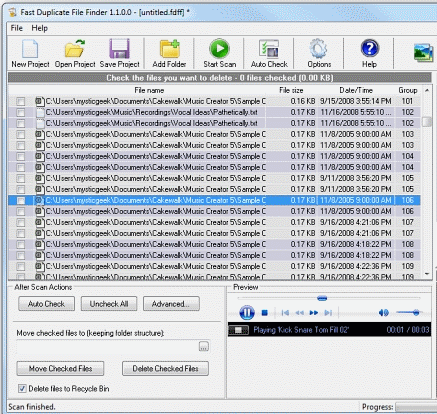 Fast Duplicate File Finder 1.1.0.0 - [untitled.fdff] *
File Help
New Project Open Project Save Project Add Folder Start Scan Auto Check Options Help
Check the files you want to delete - 0 files checked (0.00 KB)
File name File size Date/Time Group
C:\Users\mysticgeek\Documents\Cakewalk\Music Creator 5\Sample C 0.16 KB 9/15/2008 3:55:14 PM 101
C:\Users\mysticgeek\Music\Recordings\Vocal Ideas\Pathetically.txt 0.17 KB 11/16/2008 5:55:10 ... 102
C:\Users\mysticgeek\Music\Recordings\Vocal Ideas\Pathetically.txt 0.17 KB 11/16/2008 5:55:10 ... 102
C:\Users\mysticgeek\Documents\Cakewalk\Music Creator 5\Sample C 0.17 KB 11/8/2005 9:00:00 AM 103
C:\Users\mysticgeek\Documents\Cakewalk\Music Creator 5\Sample C 0.17 KB 11/8/2005 9:00:00 AM 103
C:\Users\mysticgeek\Documents\Cakewalk\Music Creator 5\Sample C 0.17 KB 11/8/2005 9:00:00 AM 104
C:\Users\mysticgeek\Documents\Cakewalk\Music Creator 5\Sample C 0.17 KB 11/8/2005 9:00:00 AM 104
C:\Users\mysticgeek\Documents\Cakewalk\Music Creator 5\Sample C 0.17 KB 9/11/2008 3:56:20 PM 105
C:\Users\mysticgeek\Documents\Cakewalk\Music Creator 5\Sample C 0.17 KB 9/11/2008 3:56:20 PM 105
C:\Users\mysticgeek\Documents\Cakewalk\Music Creator 5\Sample C 0.17 KB 11/8/2005 9:00:00 AM 106
C:\Users\mysticgeek\Documents\Cakewalk\Music Creator 5\Sample C 0.17 KB 11/8/2005 9:00:00 AM 106
C:\Users\mysticgeek\Documents\Cakewalk\Music Creator 5\Sample C 0.17 KB 9/16/2008 4:21:06 PM 107
C:\Users\mysticgeek\Documents\Cakewalk\Music Creator 5\Sample C 0.17 KB 9/16/2008 4:21:06 PM 107
C:\Users\mysticgeek\Documents\Cakewalk\Music Creator 5\Sample C 0.17 KB 9/16/2008 4:18:22 PM 108
C:\Users\mysticgeek\Documents\Cakewalk\Music Creator 5\Sample C 0.17 KB 9/16/2008 4:18:22 PM 108
C:\Users\mysticgeek\Documents\Cakewalk\Music Creator 5\Sample C 0.17 KB 9/16/2008 4:22:36 PM 109
C:\Users\mysticgeek\Documents\Cakewalk\Music Creator 5\Sample C 0.17 KB 9/16/2008 4:22:36 PM 109
After Scan Actions
Auto Check Uncheck All Advanced...
Move checked files to (keeping folder structure):
...
Move Checked Files Delete Checked Files
Delete files to Recycle Bin
Preview
Playing 'Kick Snare Tom Fill 02' 00:01 / 00:03
Scan finished. Progress: